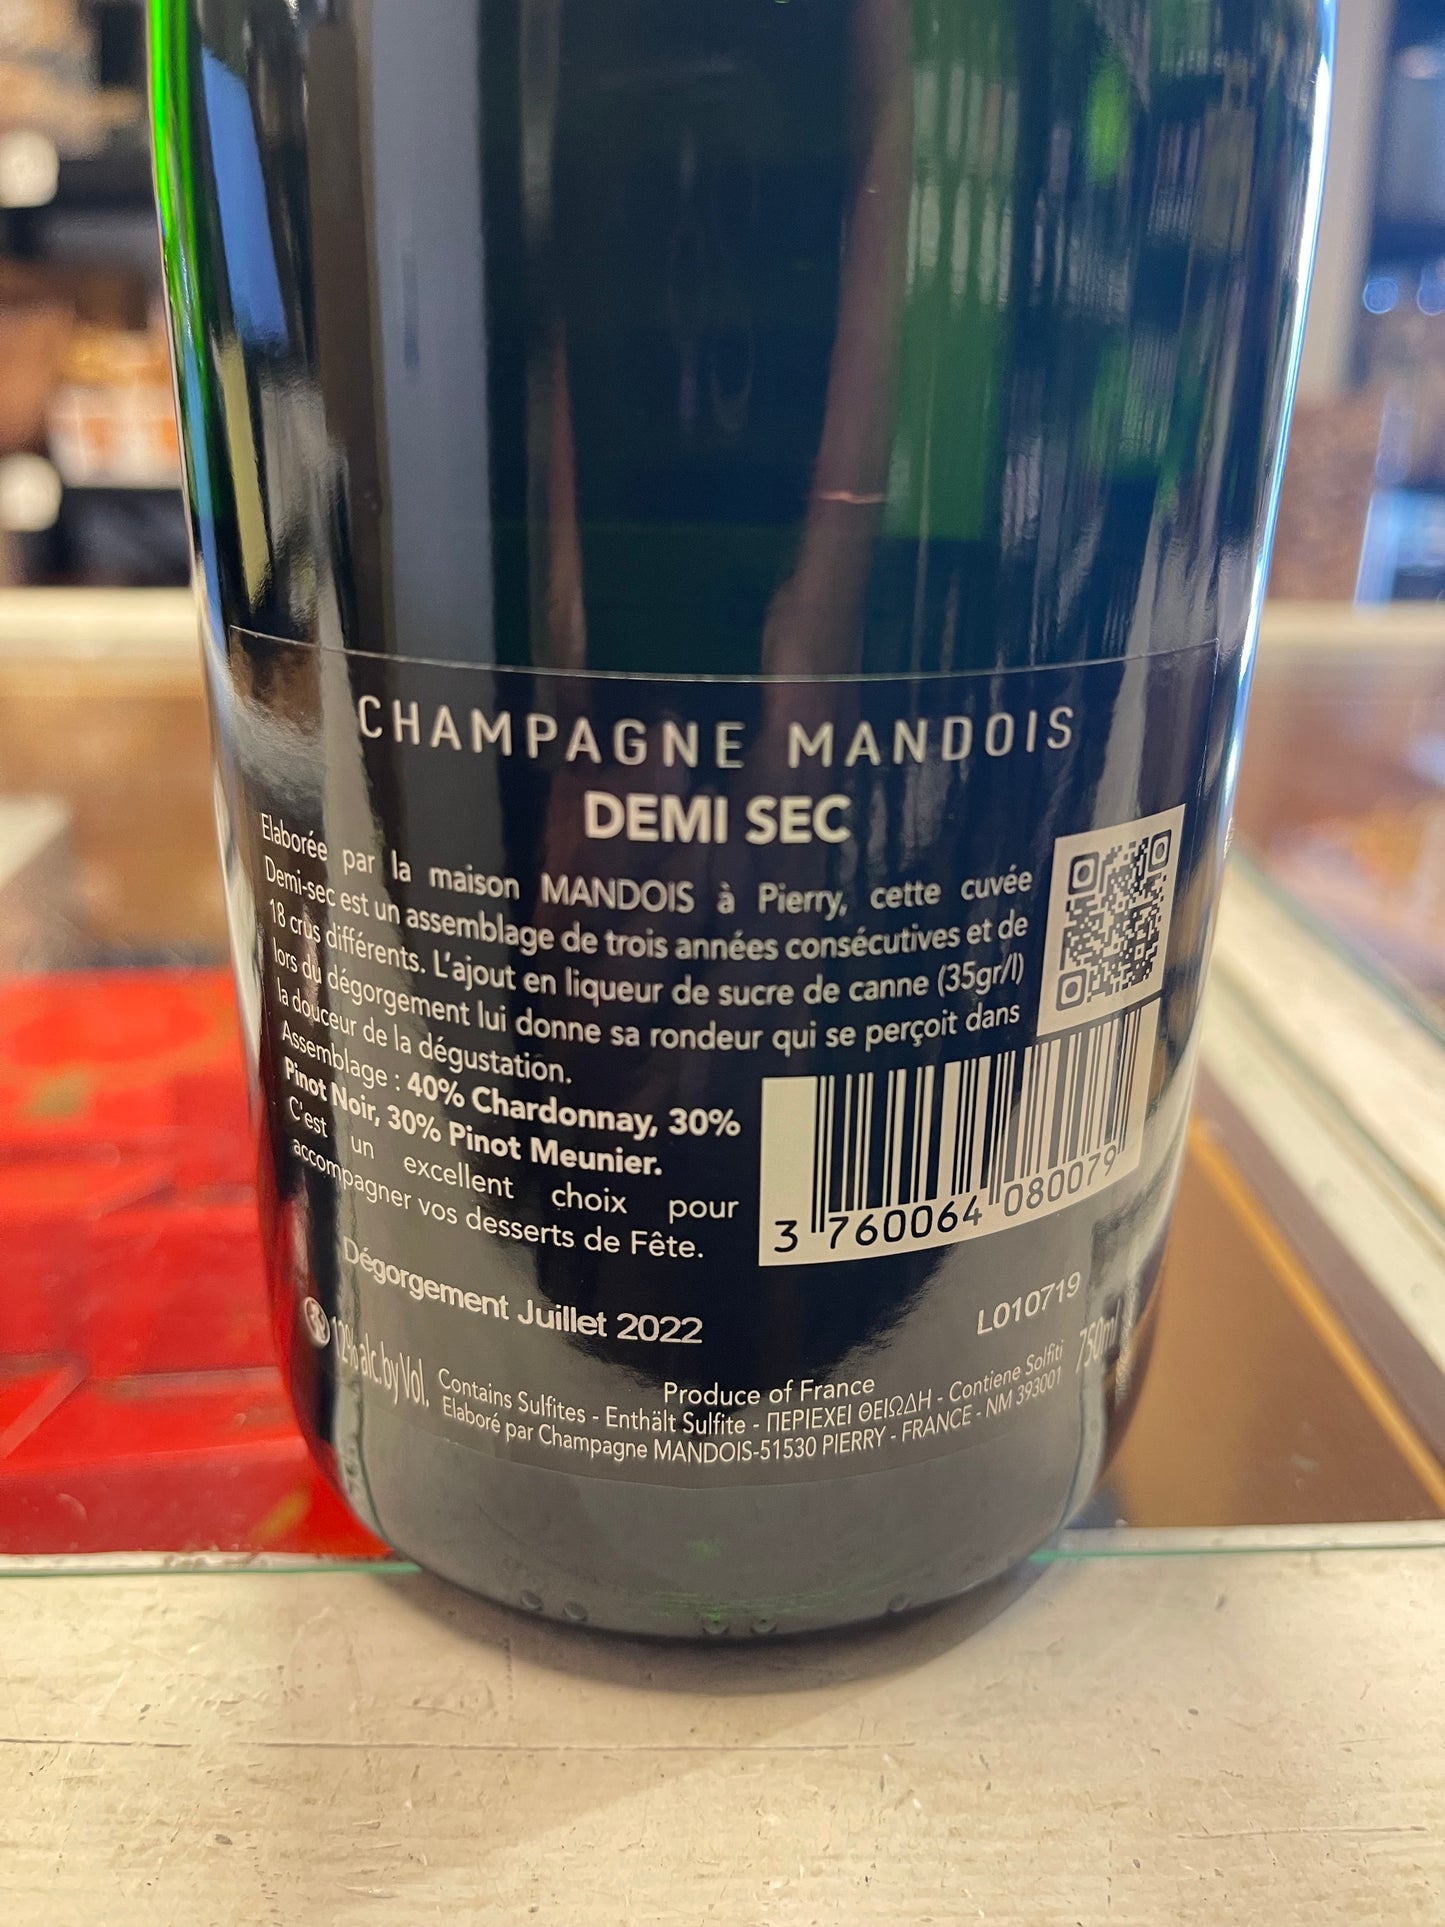 CHAMPAGNE MANDOIS
DEMI SEC
Elaborée par la maison MANDOIS à Pierry, cette cuvée
Demi-sec est un assemblage de trois années consécutives et de
18 crus différents. L'ajout en liqueur de sucre de canne (35gr/l)
lors du dégorgement lui donne sa rondeur qui se perçoit dans
la douceur de la dégustation.
Assemblage : 40% Chardonnay, 30%
Pinot Noir, 30% Pinot Meunier.
C'est un excellent choix pour
accompagner vos desserts de Fête.
3 760064 080079
Dégorgement Juillet 2022
L010719
12% alc. by Vol.
750ml
Produce of France
Contains Sulfites - Enthält Sulfite - ΠΕΡΙΕΧΕΙ ΘΕΙΩΔΗ - Contiene Solfiti
Elaboré par Champagne MANDOIS-51530 PIERRY - FRANCE - NM 393001